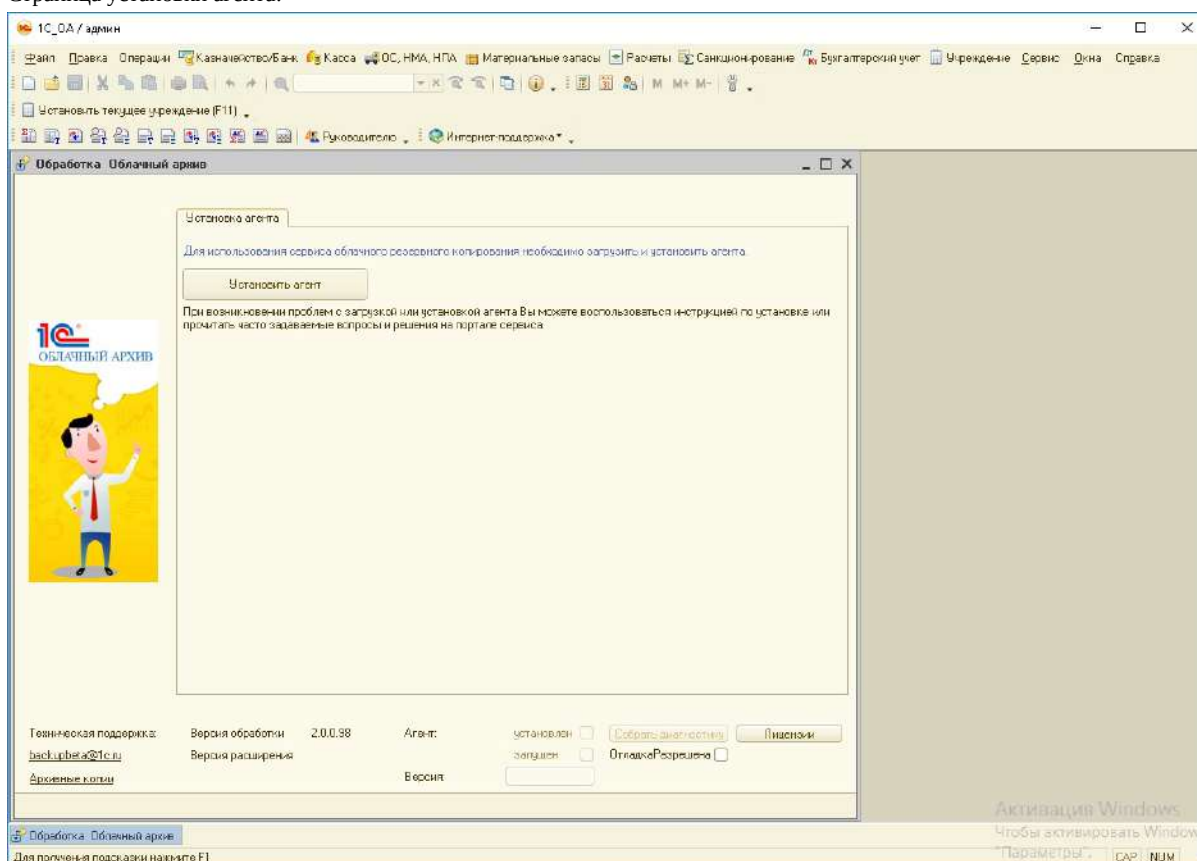 Страница установки агента:
1C_OA / админ
Файл Правка Операции Казначейство/Банк Касса ОС, НМА, НПА Материальные запасы Расчеты Санкционирование Бухгалтерский учет Учреждение Сервис Окна Справка
M M+ M-
Установить текущее учреждение (F11)
Руководителю Интернет-поддержка
Обработка Облачный архив
Установка агента
Для использования сервиса облачного резервного копирования необходимо загрузить и установить агента.
Установить агент
При возникновении проблем с загрузкой или установкой агента Вы можете воспользоваться инструкцией по установке или
прочитать часто задаваемые вопросы и решения на портале сервиса
1С
ОБЛАЧНЫЙ АРХИВ
Техническая поддержка: Версия обработки 2.0.0.98 Агент: установлен Собрать диагностику Лицензии
backupbeta@1c.ru Версия расширения запущен ОтладкаРазрешена
Архивные копии Версия:
Активация Windows
Обработка Облачный архив Чтобы активировать Window
Для получения подсказки нажмите F1 "Параметры". CAP NUM